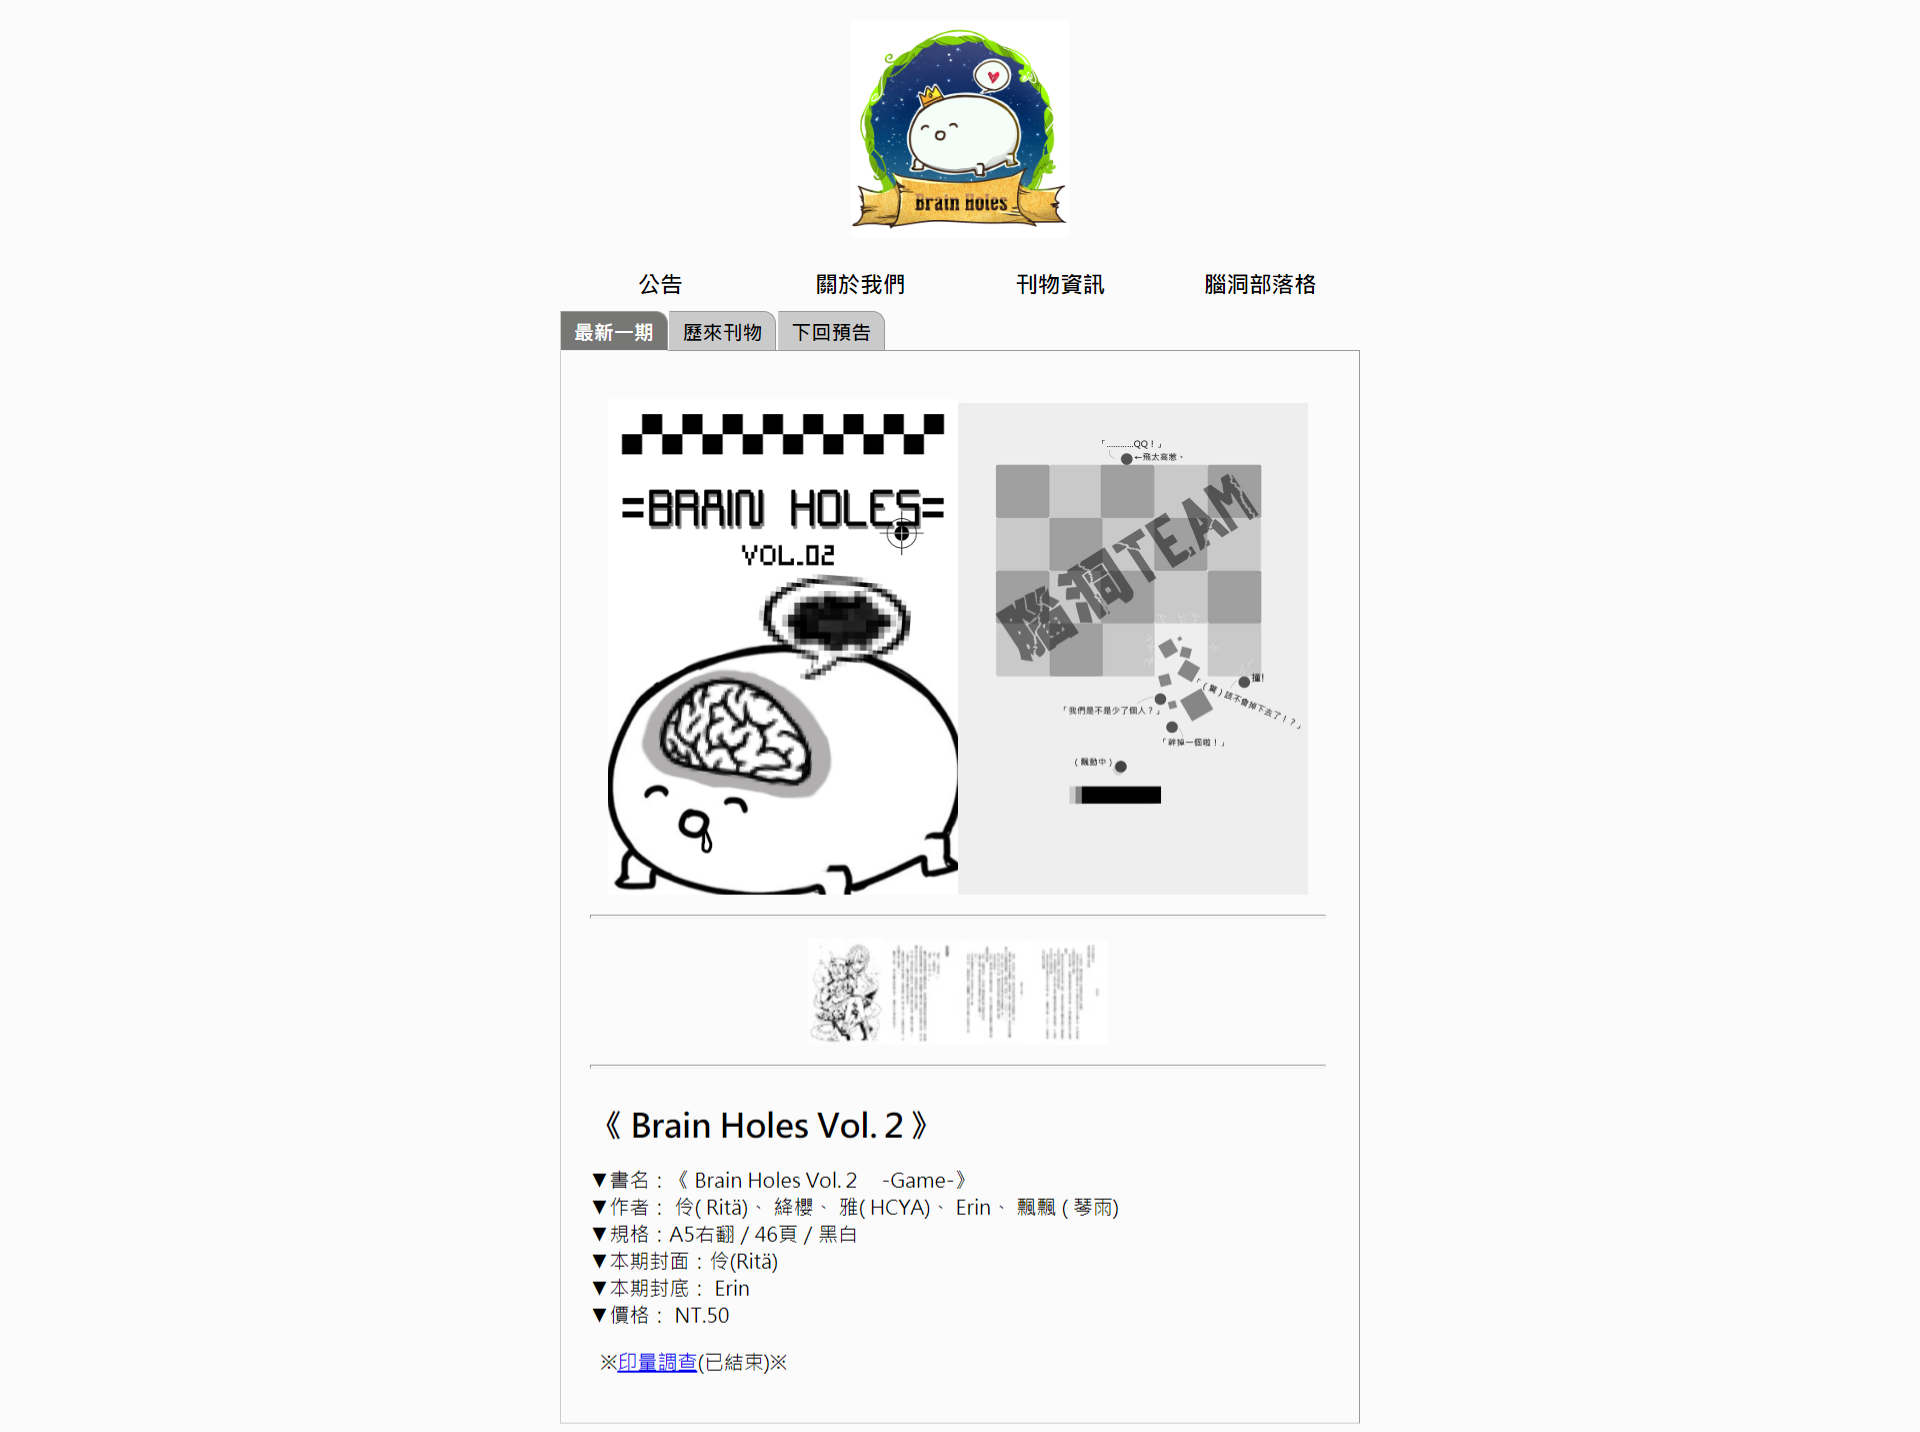 Brain Holes
公告
關於我們
刊物資訊
腦洞部落格
最新一期
歷來刊物
下回預告
=BRAIN HOLES=
VOL.02
「............QQ！」
←飛太高惹。
腦洞TEAM
撞!
「（驚）該不會掉下去了！？」
「我們是不是少了個人？」
「幹掉一個啦！」
（飄動中）
《 Brain Holes Vol. 2 》
▼書名：《 Brain Holes Vol. 2　-Game-》
▼作者： 伶( Ritä)、 絳櫻、 雅( HCYA)、 Erin、 飄飄 ( 琴雨)
▼規格：A5右翻 / 46頁 / 黑白
▼本期封面：伶(Ritä)
▼本期封底： Erin
▼價格： NT.50
※印量調查(已結束)※